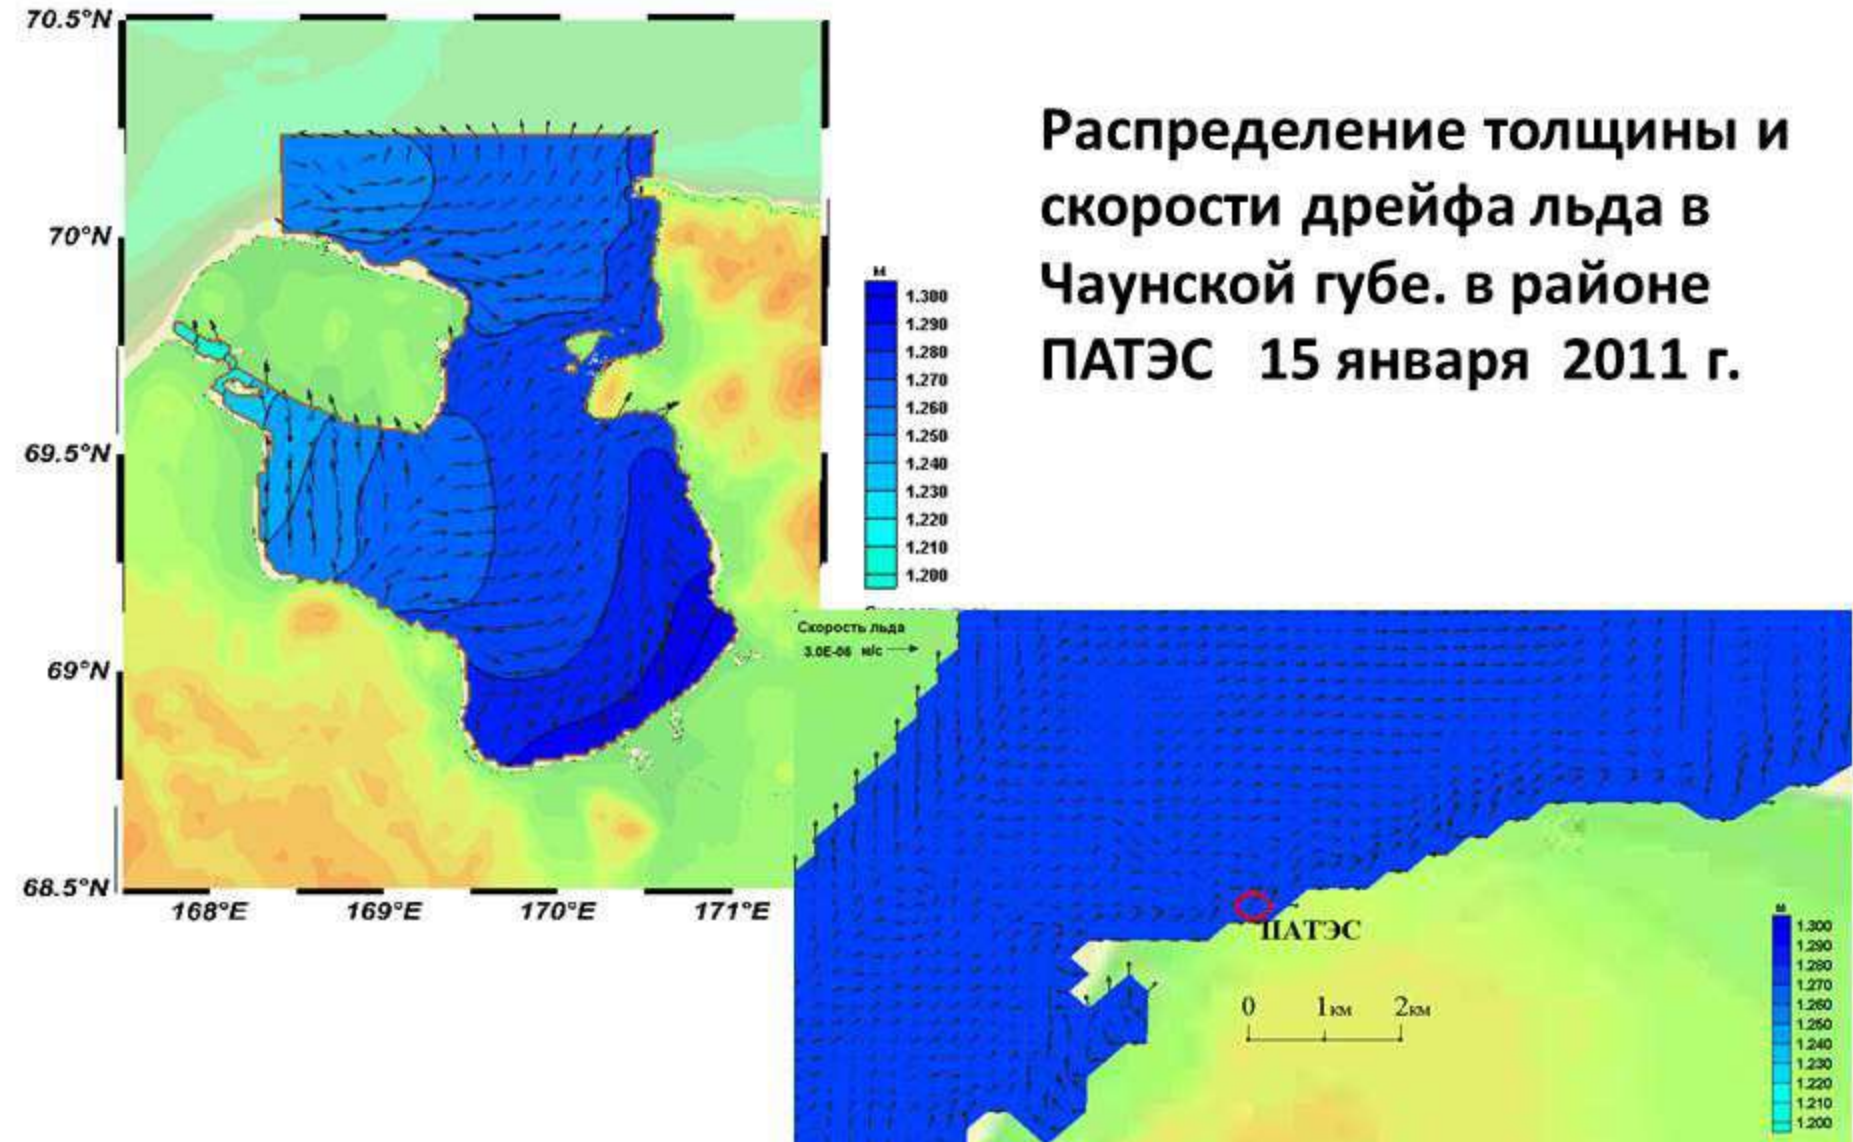 70.5°N
70°N
69.5°N
69°N
68.5°N
168°E 169°E 170°E 171°E
м
1.300
1.290
1.280
1.270
1.260
1.250
1.240
1.230
1.220
1.210
1.200
Распределение толщины и
скорости дрейфа льда в
Чаунской губе. в районе
ПАТЭС 15 января 2011 г.
Скорость льда
3.0E-06 м/с
ПАТЭС
0 1км 2км
м
1.300
1.290
1.280
1.270
1.260
1.250
1.240
1.230
1.220
1.210
1.200